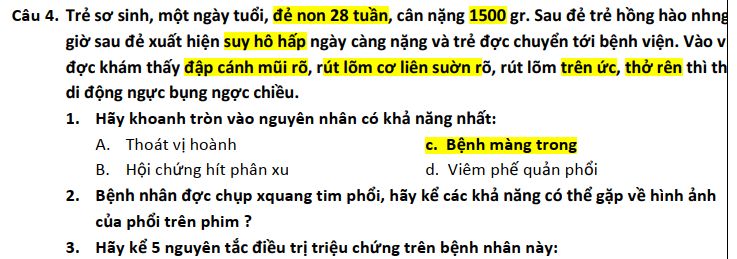 Câu 4. Trẻ sơ sinh, một ngày tuổi, đẻ non 28 tuần, cân nặng 1500 gr. Sau đẻ trẻ hồng hào nhng
giờ sau đẻ xuất hiện suy hô hấp ngày càng nặng và trẻ đợc chuyển tới bệnh viện. Vào v
đợc khám thấy đập cánh mũi rõ, rút lõm cơ liên sườn rõ, rút lõm trên ức, thở rên thì th
di động ngực bụng ngợc chiều.
1. Hãy khoanh tròn vào nguyên nhân có khả năng nhất:
A. Thoát vị hoành c. Bệnh màng trong
B. Hội chứng hít phân xu d. Viêm phế quản phổi
2. Bệnh nhân đợc chụp xquang tim phổi, hãy kể các khả năng có thể gặp về hình ảnh
của phổi trên phim ?
3. Hãy kể 5 nguyên tắc điều trị triệu chứng trên bệnh nhân này: